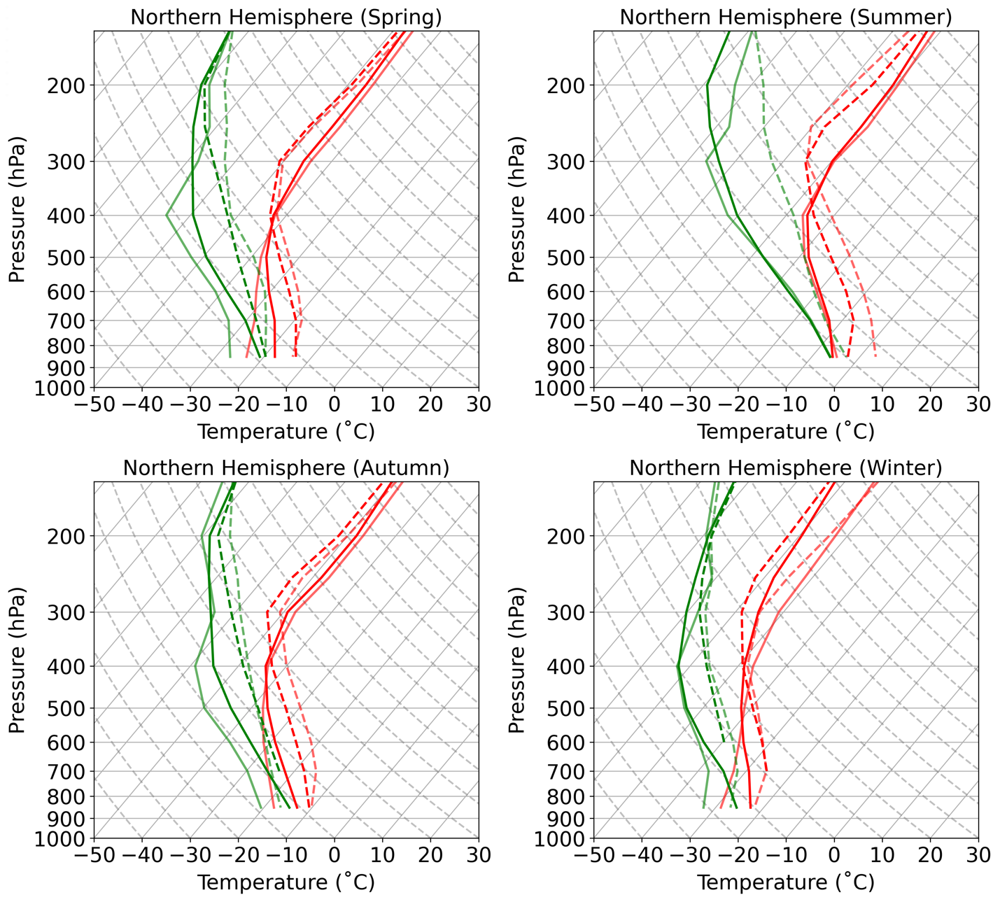 Northern Hemisphere (Spring)
Northern Hemisphere (Summer)
Pressure (hPa)
200
300
400
500
600
700
800
900
1000
−50 −40 −30 −20 −10 0 10 20 30
Temperature (˚C)
Pressure (hPa)
200
300
400
500
600
700
800
900
1000
−50 −40 −30 −20 −10 0 10 20 30
Temperature (˚C)
Northern Hemisphere (Autumn)
Northern Hemisphere (Winter)
Pressure (hPa)
200
300
400
500
600
700
800
900
1000
−50 −40 −30 −20 −10 0 10 20 30
Temperature (˚C)
Pressure (hPa)
200
300
400
500
600
700
800
900
1000
−50 −40 −30 −20 −10 0 10 20 30
Temperature (˚C)